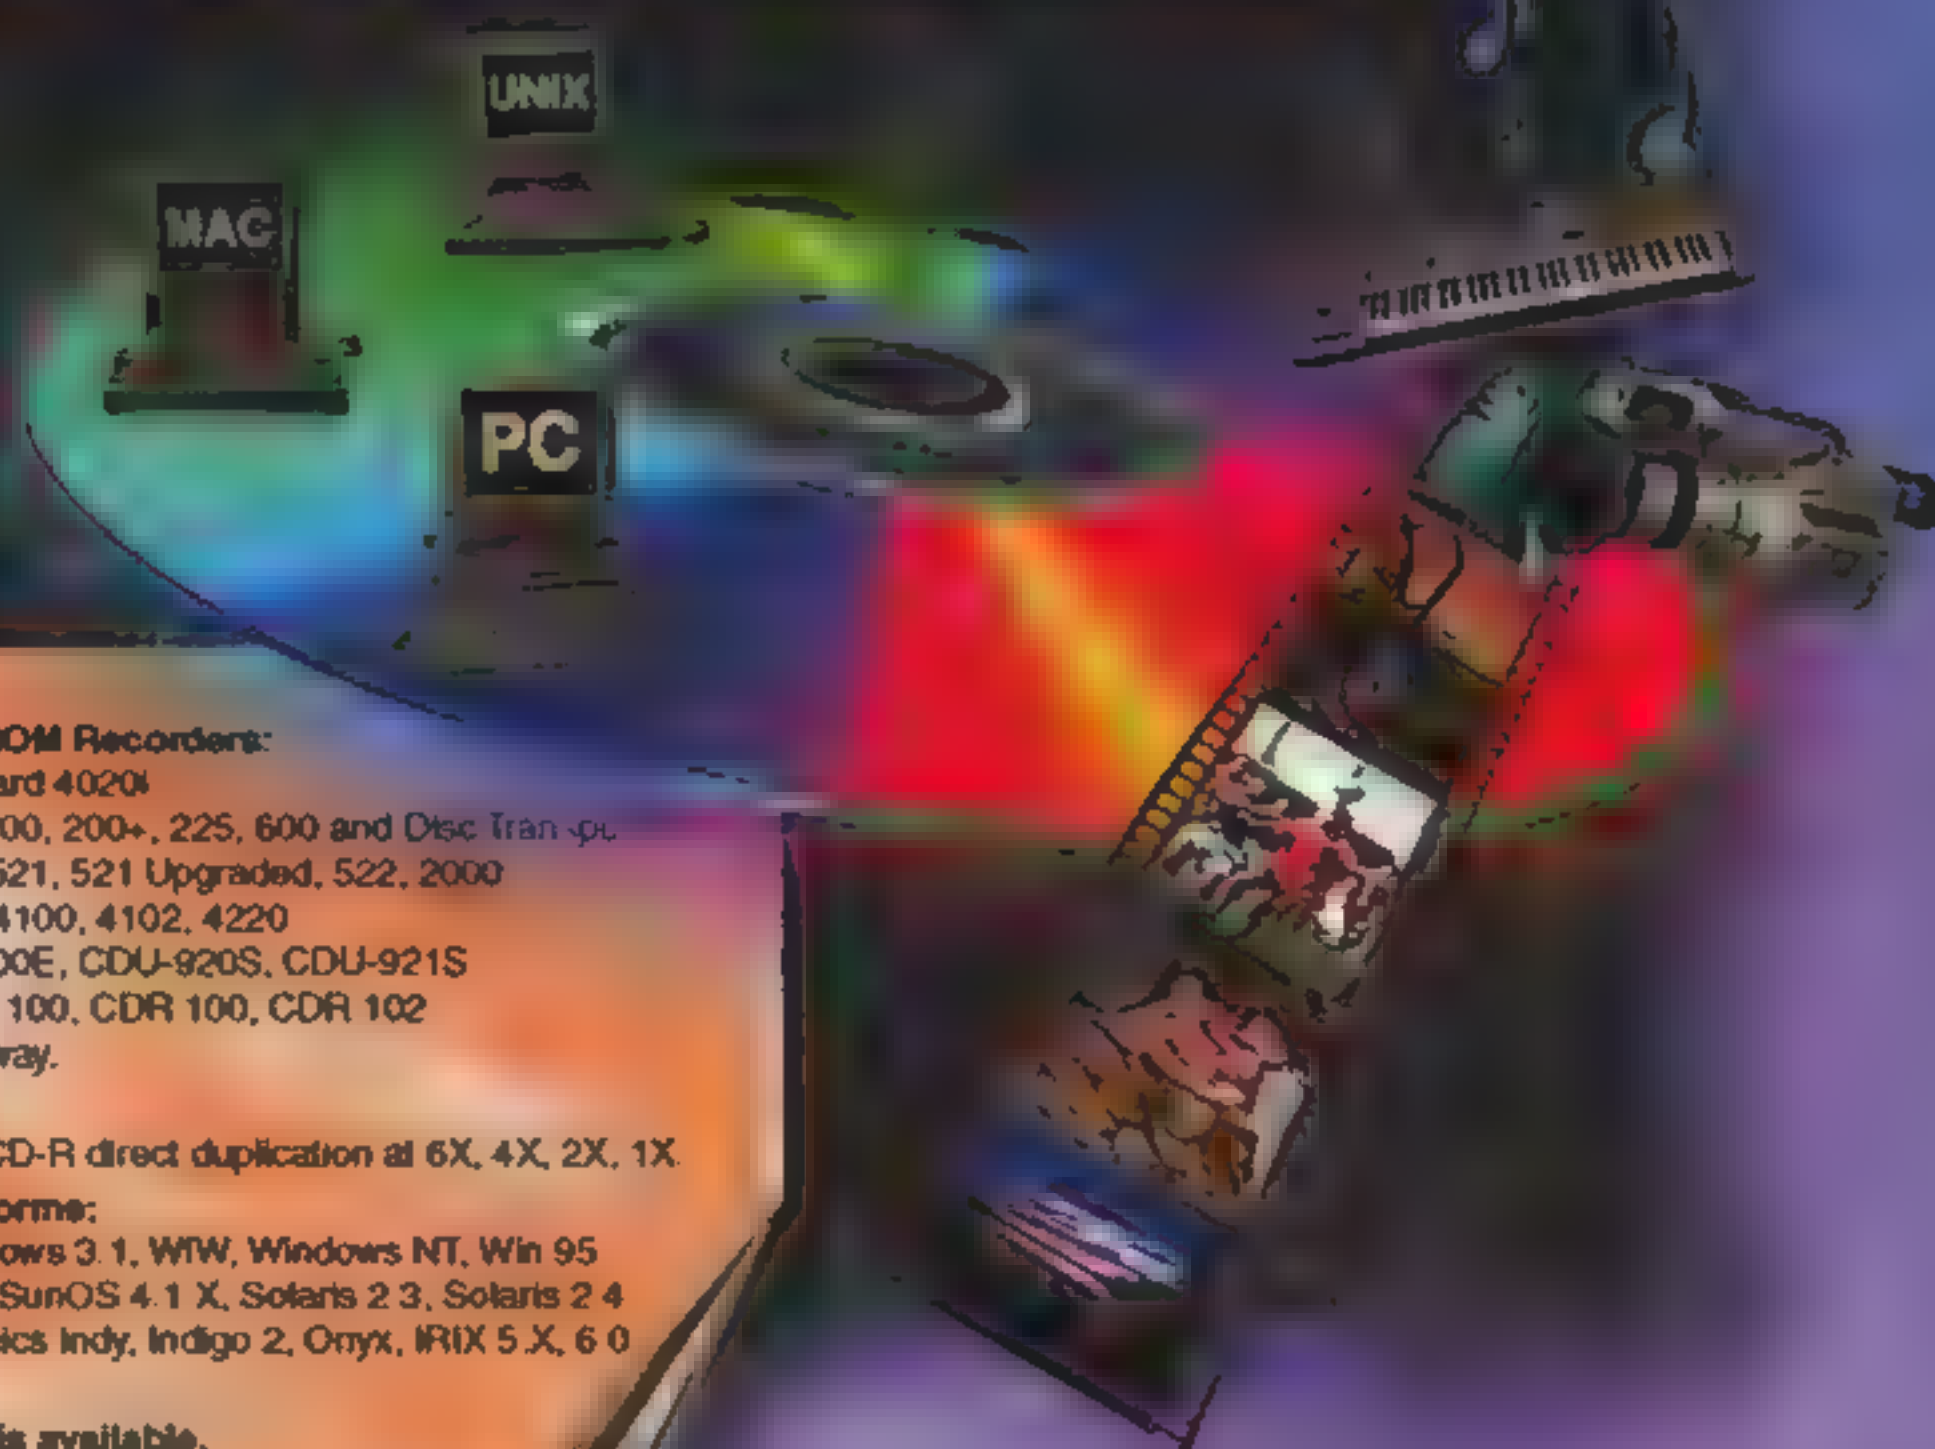 UNIX
MAC
PC
OM Recorders:
ard 4020i
00, 200+, 225, 600 and Disc
521, 521 Upgraded, 522, 2000
4100, 4102, 4220
00E, CDU-920S, CDU-921S
100, CDR 100, CDR 102
way.
CD-R direct duplication at 6X, 4X, 2X, 1X.
orms:
ows 3.1, WfW, Windows NT, Win 95
SunOS 4.1 X, Solaris 2 3, Solaris 2 4
ics Indy, Indigo 2, Onyx, IRIX 5.X, 6 0
is available.